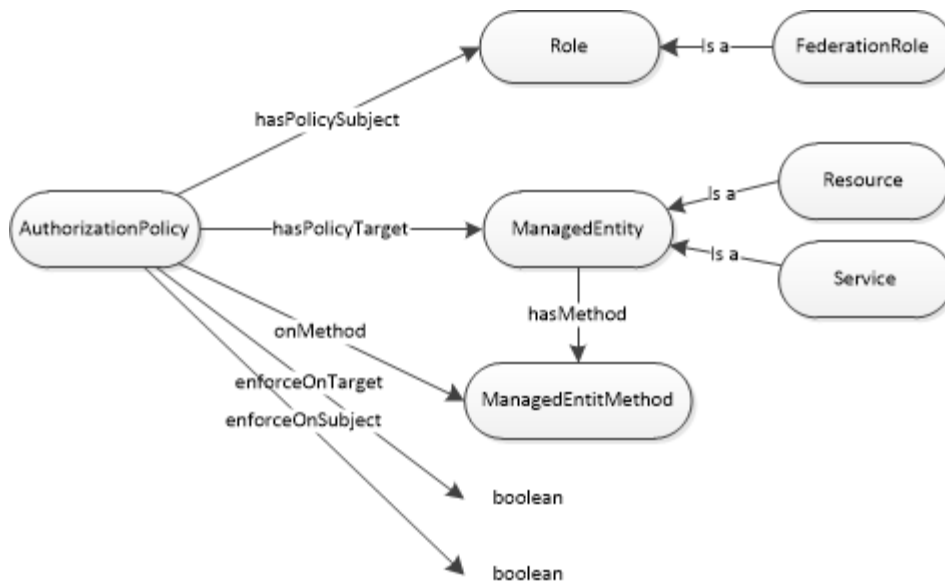 Role
Is a
FederationRole
hasPolicySubject
Resource
Is a
AuthorizationPolicy
hasPolicyTarget
ManagedEntity
Is a
Service
hasMethod
onMethod
enforceOnTarget
ManagedEntitMethod
enforceOnSubject
boolean
boolean